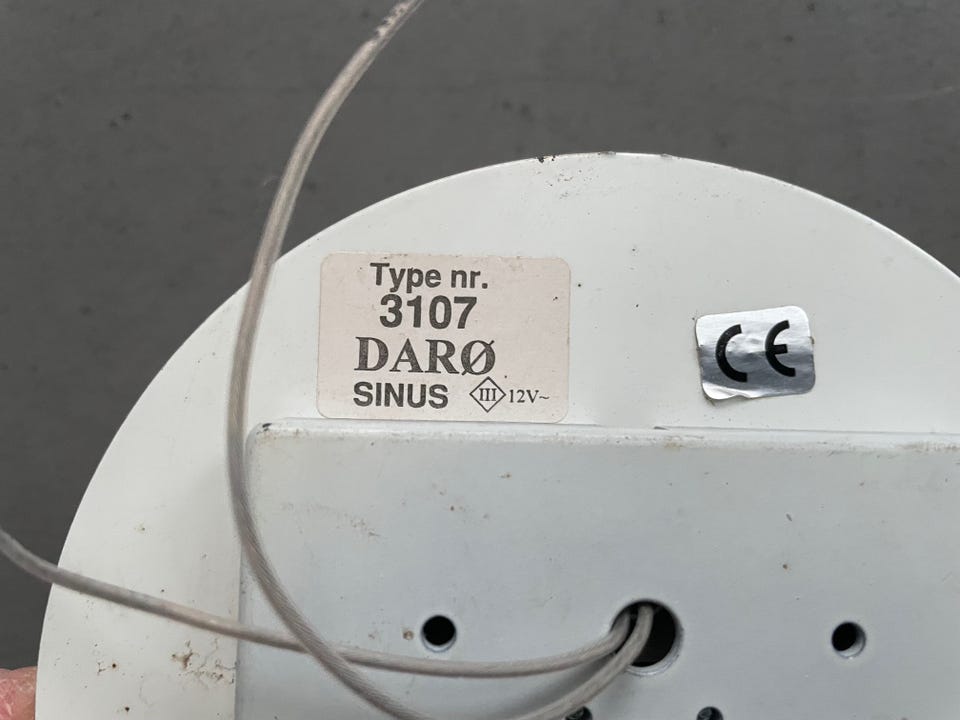 Type nr.
3107
DARØ
SINUS III 12V~
CE